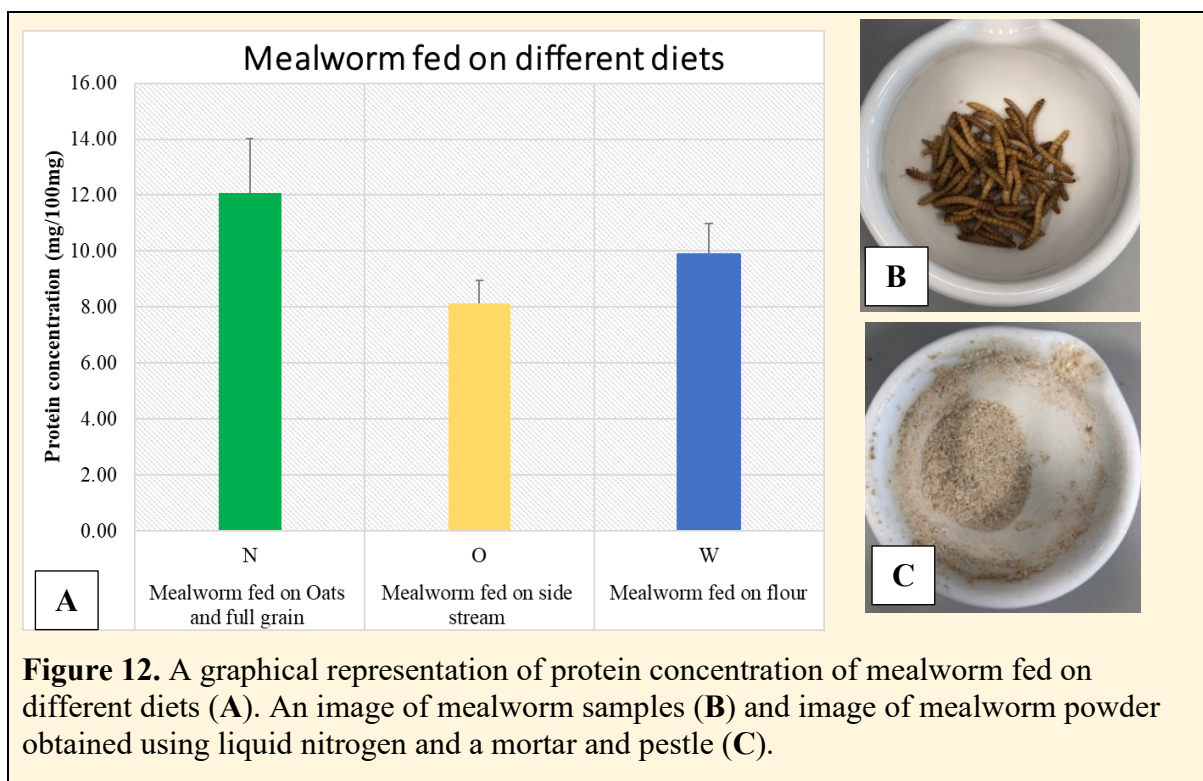 Mealworm fed on different diets
Protein concentration (mg/100mg)
16.00
14.00
12.00
10.00
8.00
6.00
4.00
2.00
0.00
N
O
W
Mealworm fed on Oats
and full grain
Mealworm fed on side
stream
Mealworm fed on flour
A
B
C
Figure 12. A graphical representation of protein concentration of mealworm fed on
different diets (A). An image of mealworm samples (B) and image of mealworm powder
obtained using liquid nitrogen and a mortar and pestle (C).